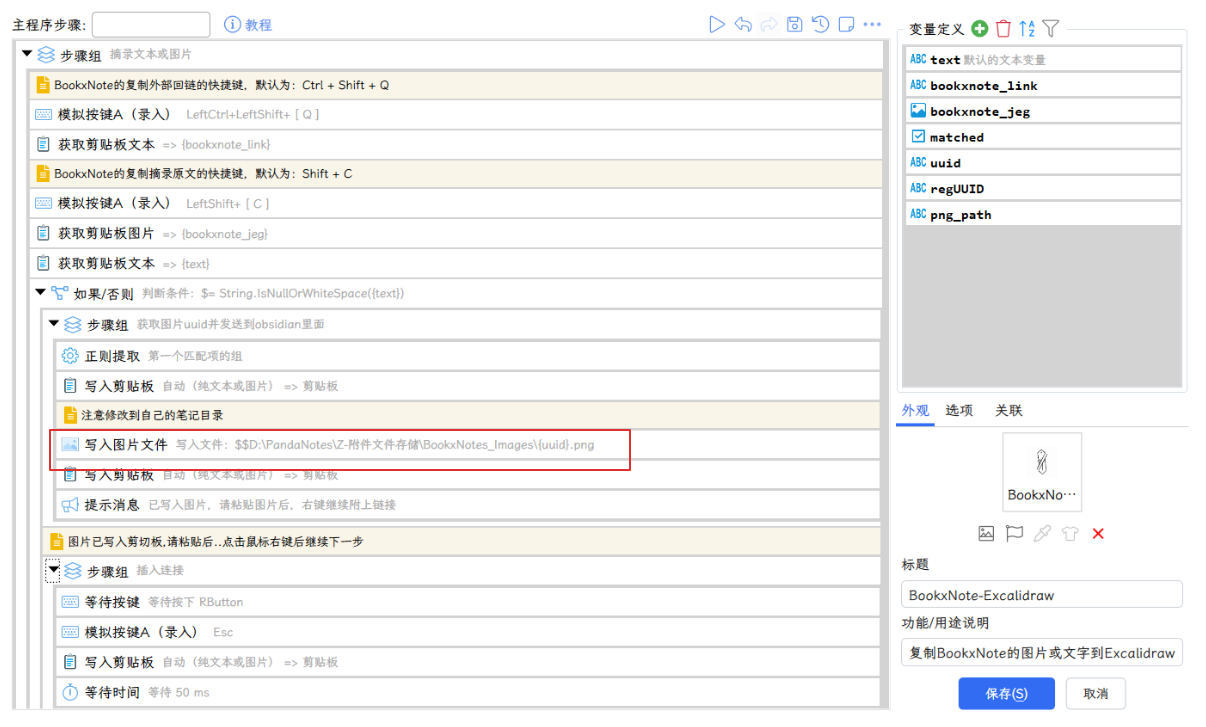 主程序步骤:
教程
步骤组 摘录文本或图片
BookxNote的复制外部回链的快捷键，默认为：Ctrl + Shift + Q
模拟按键A（录入） LeftCtrl+LeftShift+ [ Q ]
获取剪贴板文本 => {bookxnote_link}
BookxNote的复制摘录原文的快捷键，默认为：Shift + C
模拟按键A（录入） LeftShift+ [ C ]
获取剪贴板图片 => {bookxnote_jeg}
获取剪贴板文本 => {text}
如果/否则 判断条件：$= String.IsNullOrWhiteSpace({text})
步骤组 获取图片uuid并发送到obsidian里面
正则提取 第一个匹配项的组
写入剪贴板 自动（纯文本或图片） => 剪贴板
注意修改到自己的笔记目录
写入图片文件 写入文件：$$D:\PandaNotes\Z-附件文件存储\BookxNotes_Images\{uuid}.png
写入剪贴板 自动（纯文本或图片） => 剪贴板
提示消息 已写入图片，请粘贴图片后，右键继续附上链接
图片已写入剪切板,请粘贴后..点击鼠标右键后继续下一步
步骤组 插入连接
等待按键 等待按下 RButton
模拟按键A（录入） Esc
写入剪贴板 自动（纯文本或图片） => 剪贴板
等待时间 等待 50 ms
变量定义
ABC text 默认的文本变量
ABC bookxnote_link
bookxnote_jeg
matched
ABC uuid
ABC regUUID
ABC png_path
外观 选项 关联
BookxNo···
标题
BookxNote-Excalidraw
功能/用途说明
复制BookxNote的图片或文字到Excalidraw
保存(S) 取消